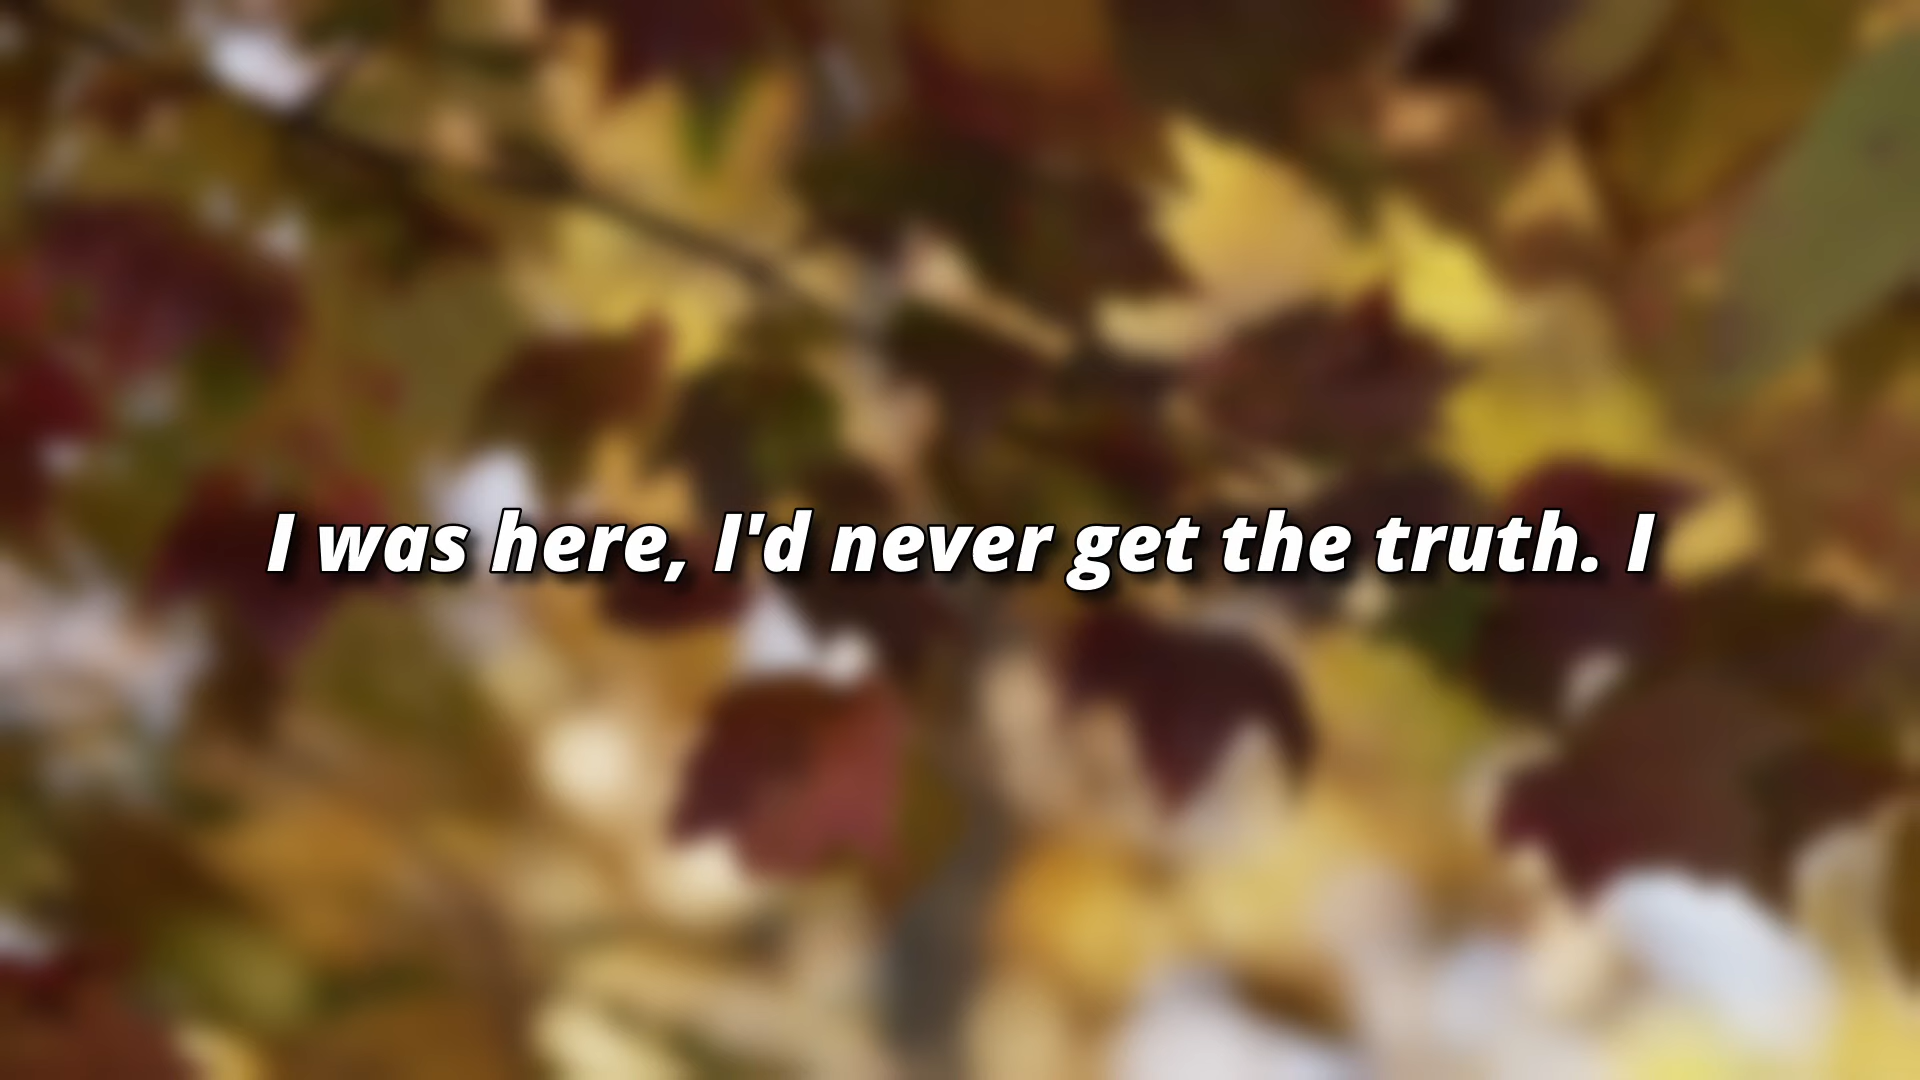 I was here, I'd never get the truth. I